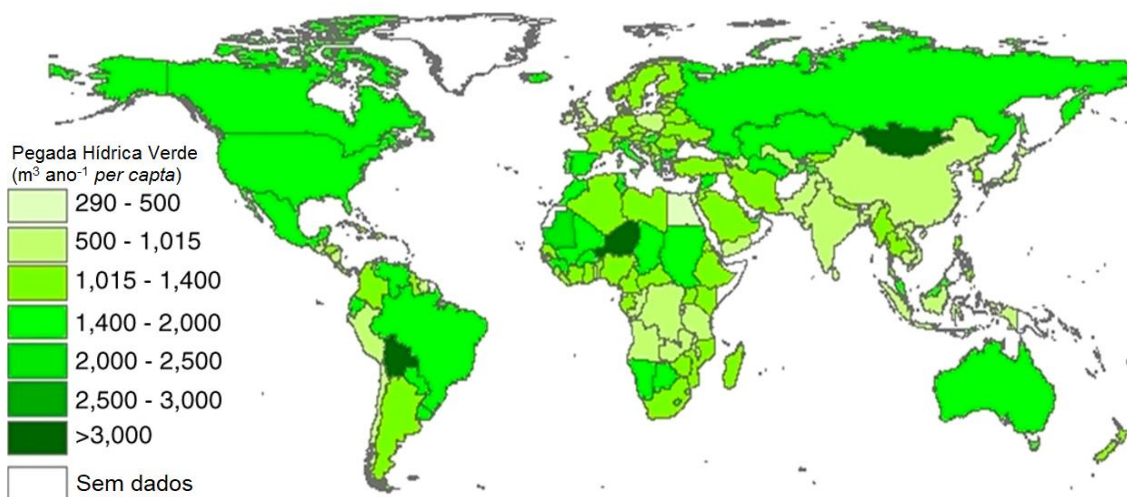 Pegada Hídrica Verde
(m³ ano⁻¹ per capta)
290 - 500
500 - 1,015
1,015 - 1,400
1,400 - 2,000
2,000 - 2,500
2,500 - 3,000
>3,000
Sem dados